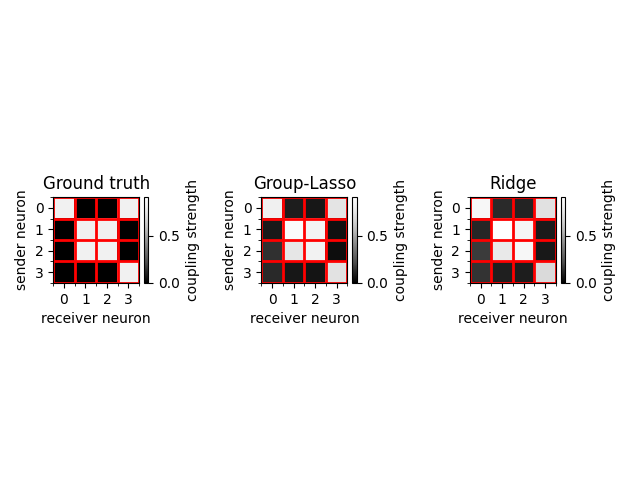 Ground truth
sender neuron
0
1
2
3
0 1 2 3
receiver neuron
0.5
0.0
coupling strength
Group-Lasso
sender neuron
0
1
2
3
0 1 2 3
receiver neuron
0.5
0.0
coupling strength
Ridge
sender neuron
0
1
2
3
0 1 2 3
receiver neuron
0.5
0.0
coupling strength